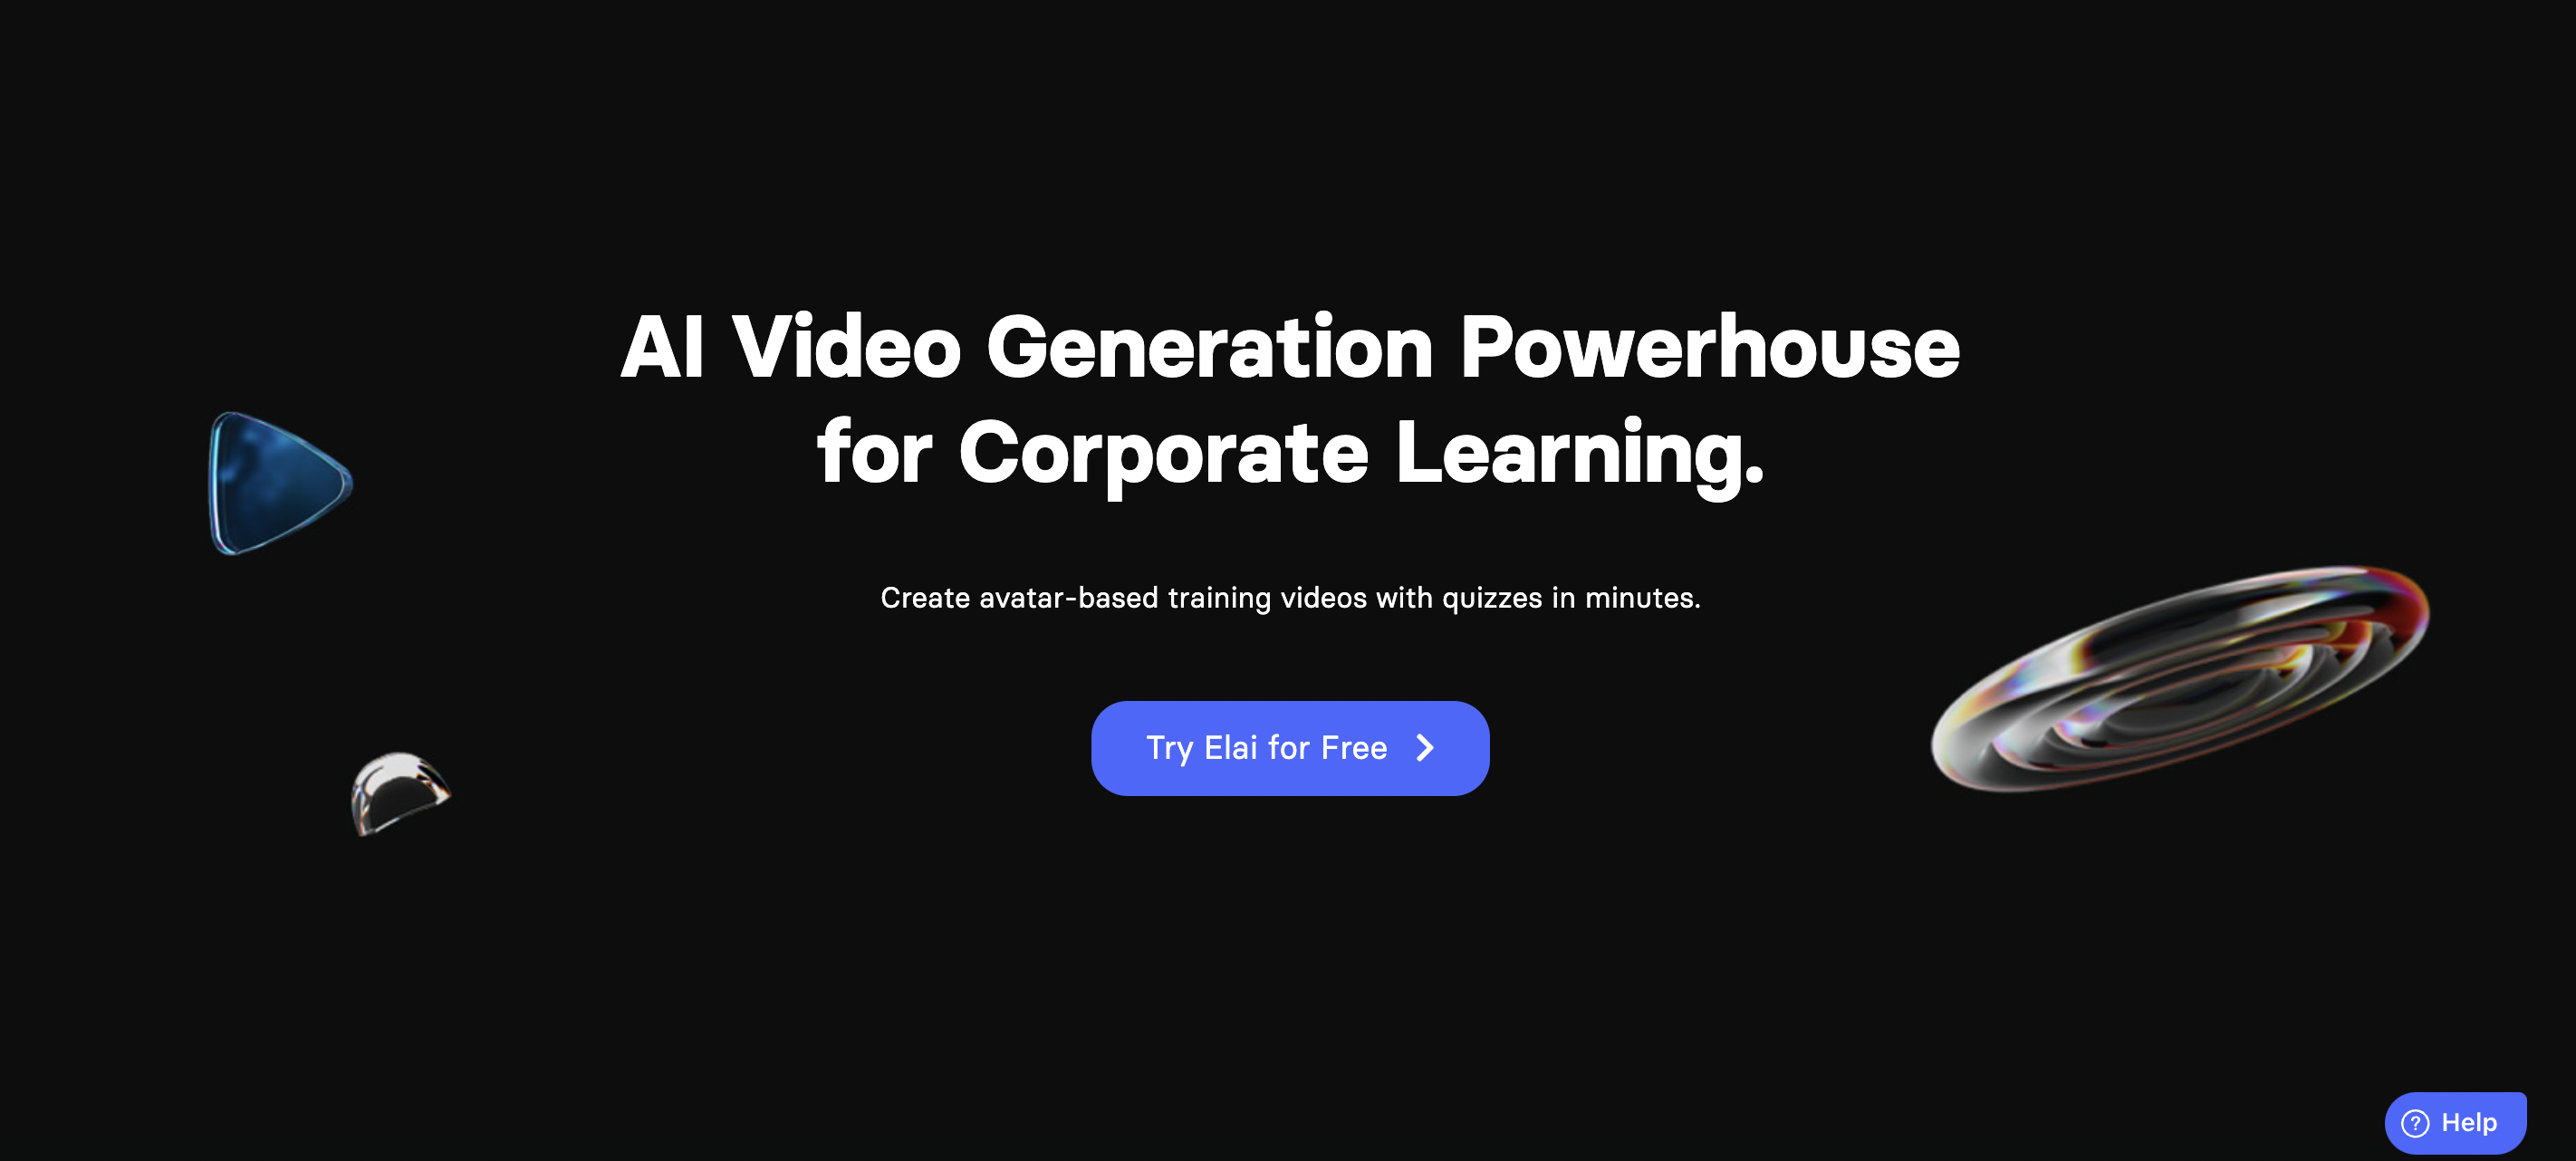 AI Video Generation Powerhouse
for Corporate Learning.
Create avatar-based training videos with quizzes in minutes.
Try Elai for Free
Help